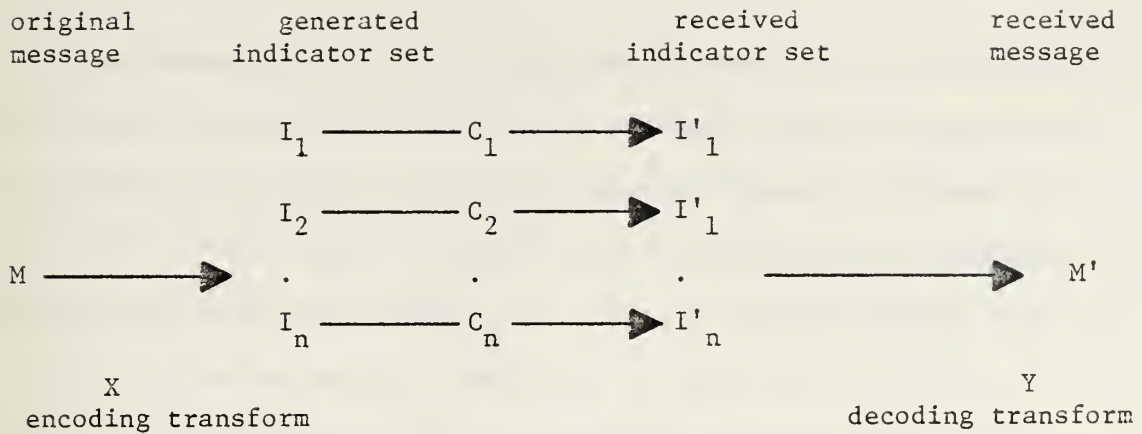 original generated received received
message indicator set indicator set message
I₁ C₁ I'₁
I₂ C₂ I'₁
M . . . M'
Iₙ Cₙ I'ₙ
X Y
encoding transform decoding transform